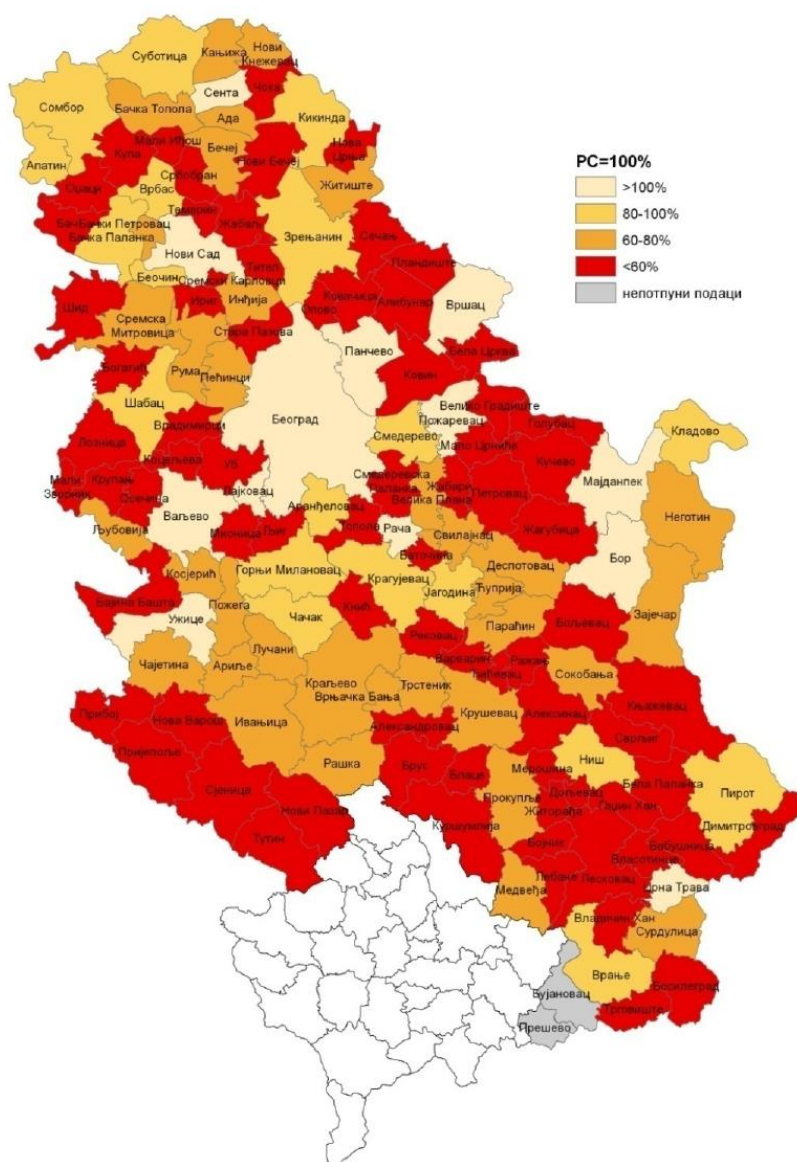 Суботица
Кањижа
Нови
Кнежевац
Сента
Чока
Сомбор
Бачка Топола
Ада
Кикинда
Мали Иђош
Бечеј
Нови Бечеј
Нова
Црња
Апатин
Кула
Србобран
Житиште
Оџаци
Врбас
Темерин
Бачки Петровац
Жабаљ
Бачка Паланка
Зрењанин
Сечањ
Нови Сад
Тител
Пландиште
Беочин
Сремски Карловци
Ковачица
Алибунар
Вршац
Шид
Ириг
Инђија
Опово
Сремска
Митровица
Стара Пазова
Панчево
Бела Црква
Богатић
Рума
Пећинци
Ковин
Шабац
Београд
Велико Градиште
Пожаревац
Голубац
Владимирци
Смедерево
Мало Црниће
Кладово
Лозница
Коцељева
Уб
Кучево
Мајданпек
Мали
Зворник
Крупањ
Осечина
Лајковац
Смедеревска
Паланка
Жабари
Велика Плана
Петровац
Неготин
Љубовија
Ваљево
Мионица
Љиг
Аранђеловац
Топола
Рача
Жагубица
Свилајнац
Баточина
Бор
Косјерић
Горњи Милановац
Крагујевац
Деспотовац
Јагодина
Ћуприја
Бајина Башта
Пожега
Чачак
Кнић
Параћин
Бољевац
Зајечар
Ужице
Лучани
Рековац
Чајетина
Ариље
Варварин
Ражањ
Ћићевац
Сокобања
Краљево
Врњачка Бања
Трстеник
Књажевац
Прибој
Нова Варош
Ивањица
Крушевац
Александровац
Алексинац
Сврљиг
Пријепоље
Рашка
Брус
Блаце
Мерошина
Ниш
Сјеница
Прокупље
Дољевац
Бела Паланка
Пирот
Нови Пазар
Житорађа
Гаџин Хан
Димитровград
Тутин
Куршумлија
Бојник
Бабушница
Власотинце
Медвеђа
Лебане
Лесковац
Црна Трава
Владичин Хан
Сурдулица
Врање
Босилеград
Бујановац
Трговиште
Прешево
PC=100%
>100%
80-100%
60-80%
<60%
непотпуни подаци